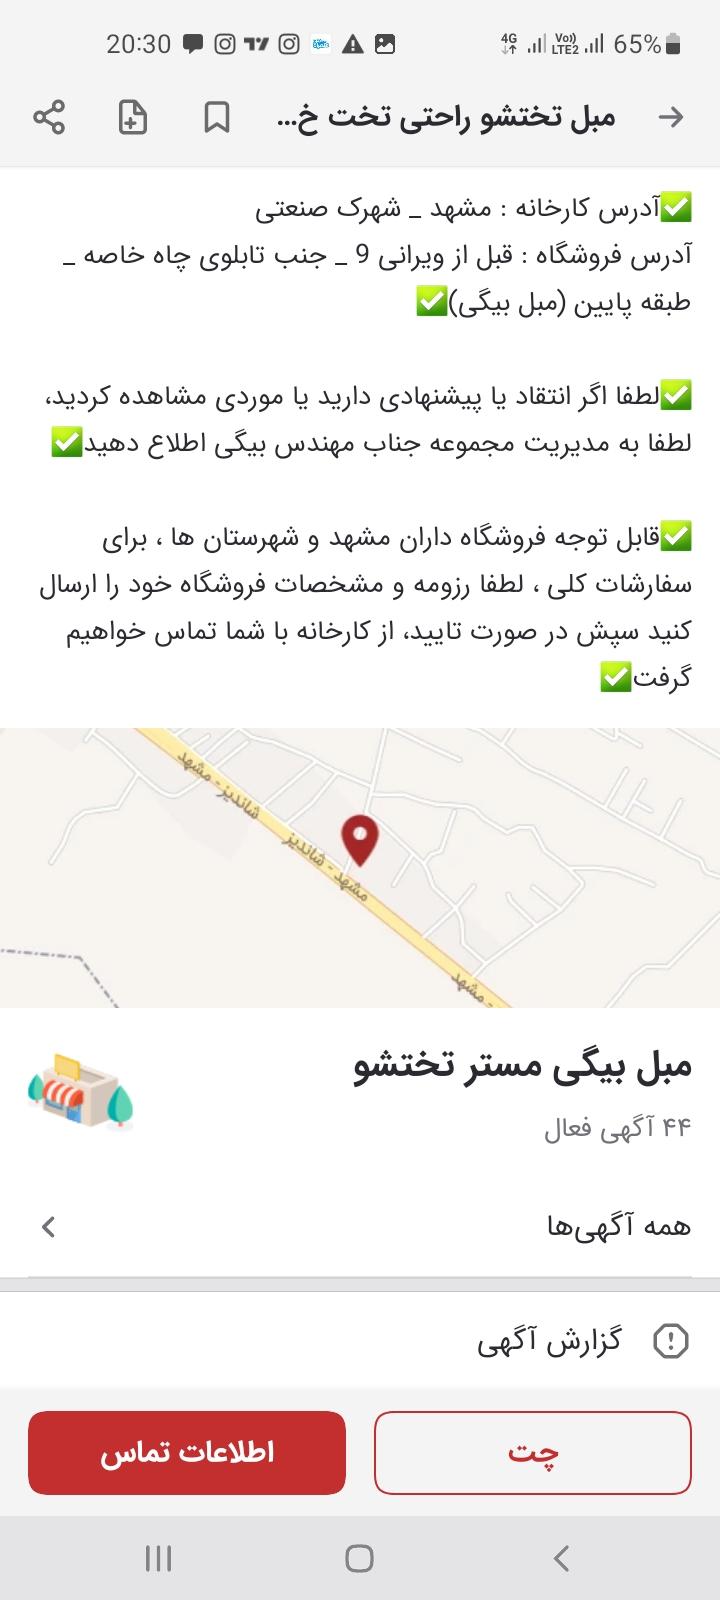 20:30
4G
Vo))
LTE2
65%
مبل تختشو راحتی تخت خ...
✅آدرس کارخانه : مشهد _ شهرک صنعتی
آدرس فروشگاه : قبل از ویرانی 9 _ جنب تابلوی چاه خاصه _
طبقه پایین (مبل بیگی)✅
✅لطفا اگر انتقاد یا پیشنهادی دارید یا موردی مشاهده کردید،
لطفا به مدیریت مجموعه جناب مهندس بیگی اطلاع دهید✅
✅قابل توجه فروشگاه داران مشهد و شهرستان ها ، برای
سفارشات کلی ، لطفا رزومه و مشخصات فروشگاه خود را ارسال
کنید سپش در صورت تایید، از کارخانه با شما تماس خواهیم
گرفت✅
شاندیز - مشهد
مشهد - شاندیز
- مشهد
مبل بیگی مستر تختشو
۴۴ آگهی فعال
همه آگهی‌ها
گزارش آگهی
چت
اطلاعات تماس